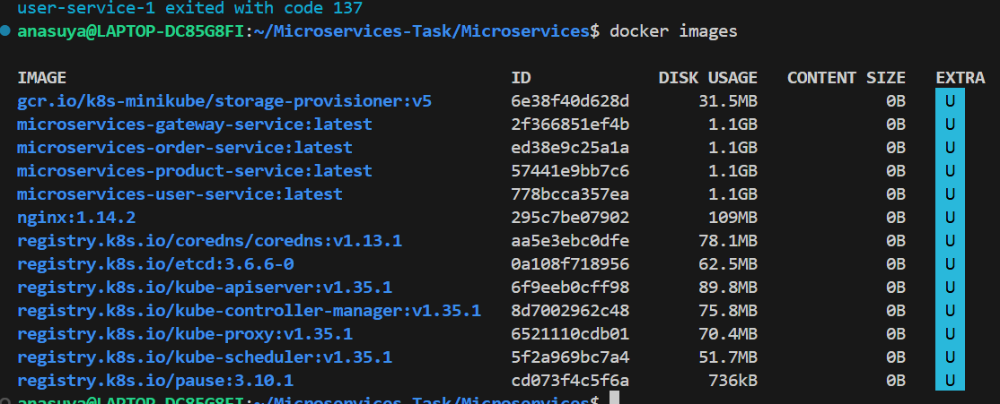 user-service-1 exited with code 137
anasuya@LAPTOP-DC85G8FI:~/Microservices-Task/Microservices$ docker images
IMAGE ID DISK USAGE CONTENT SIZE EXTRA
gcr.io/k8s-minikube/storage-provisioner:v5 6e38f40d628d 31.5MB 0B U
microservices-gateway-service:latest 2f366851ef4b 1.1GB 0B U
microservices-order-service:latest ed38e9c25a1a 1.1GB 0B U
microservices-product-service:latest 57441e9bb7c6 1.1GB 0B U
microservices-user-service:latest 778bcca357ea 1.1GB 0B U
nginx:1.14.2 295c7be07902 109MB 0B U
registry.k8s.io/coredns/coredns:v1.13.1 aa5e3ebc0dfe 78.1MB 0B U
registry.k8s.io/etcd:3.6.6-0 0a108f718956 62.5MB 0B U
registry.k8s.io/kube-apiserver:v1.35.1 6f9eeb0cff98 89.8MB 0B U
registry.k8s.io/kube-controller-manager:v1.35.1 8d7002962c48 75.8MB 0B U
registry.k8s.io/kube-proxy:v1.35.1 6521110cdb01 70.4MB 0B U
registry.k8s.io/kube-scheduler:v1.35.1 5f2a969bc7a4 51.7MB 0B U
registry.k8s.io/pause:3.10.1 cd073f4c5f6a 736kB 0B U
anasuya@LAPTOP-DC85G8FI:~/Microservices-Task/Microservices$